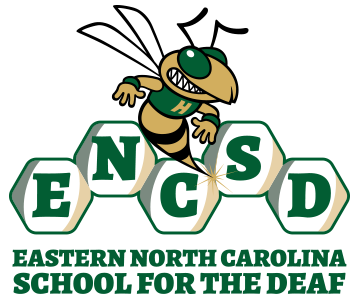 H
ENCSD
EASTERN NORTH CAROLINA
SCHOOL FOR THE DEAF